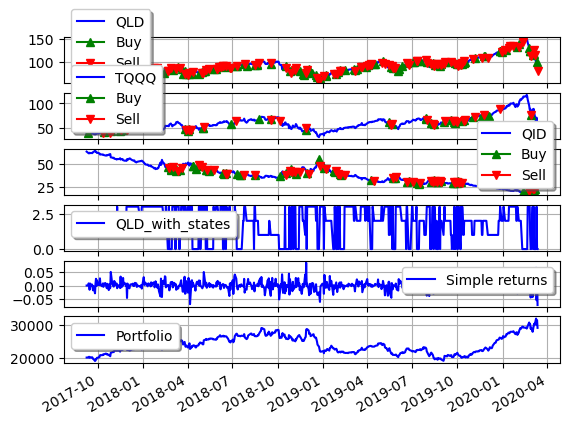 QLD
Buy
Sell
150
100
TQQQ
Buy
Sell
100
50
QID
Buy
Sell
50
25
QLD_with_states
2.5
0.0
Simple returns
0.05
0.00
−0.05
Portfolio
30000
20000
2017-10
2018-01
2018-04
2018-07
2018-10
2019-01
2019-04
2019-07
2019-10
2020-01
2020-04